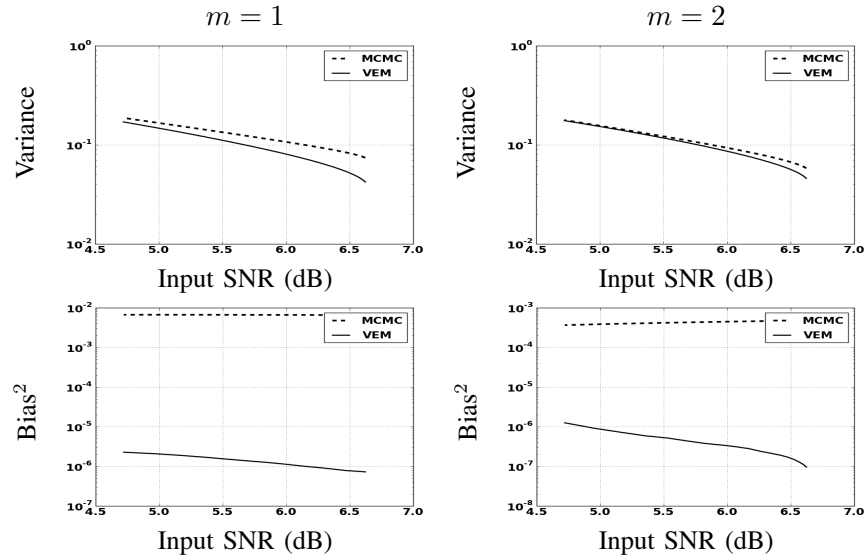 m = 1
m = 2
10^0
10^-1
10^-2
Variance
MCMC
VEM
4.5 5.0 5.5 6.0 6.5 7.0
Input SNR (dB)
10^0
10^-1
10^-2
Variance
MCMC
VEM
4.5 5.0 5.5 6.0 6.5 7.0
Input SNR (dB)
10^-2
10^-3
10^-4
10^-5
10^-6
10^-7
Bias^2
MCMC
VEM
4.5 5.0 5.5 6.0 6.5 7.0
Input SNR (dB)
10^-3
10^-4
10^-5
10^-6
10^-7
10^-8
Bias^2
MCMC
VEM
4.5 5.0 5.5 6.0 6.5 7.0
Input SNR (dB)